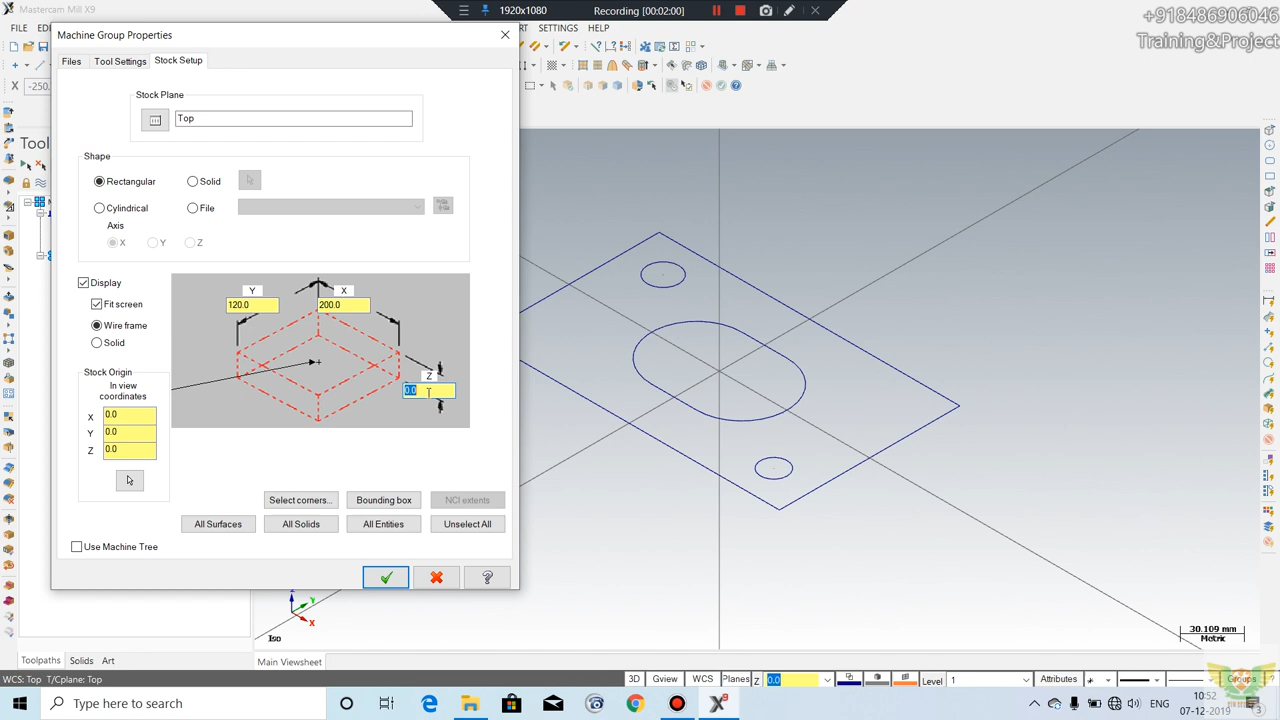 Mastercam Mill X9
1920x1080
Recording [00:02:00]
+918486906046
Training&Project
FILE
SETTINGS
HELP
Machine Group Properties
Files
Tool Settings
Stock Setup
X
-250.
Stock Plane
Top
Shape
Rectangular
Solid
Cylindrical
File
Axis
X
Y
Z
Display
Fit screen
Wire frame
Solid
Y
X
120.0
200.0
Z
0.0
Stock Origin
In view
coordinates
X
0.0
Y
0.0
Z
0.0
Select corners...
Bounding box
NCI extents
All Surfaces
All Solids
All Entities
Unselect All
Use Machine Tree
Z
Y
X
Iso
30.109 mm
Metric
Toolpaths
Solids
Art
Main Viewsheet
WCS: Top T/Cplane: Top
3D
Gview
WCS
Planes
Z
0.0
Level
1
Attributes
Groups
?
Type here to search
ENG
10:52
07-12-2019